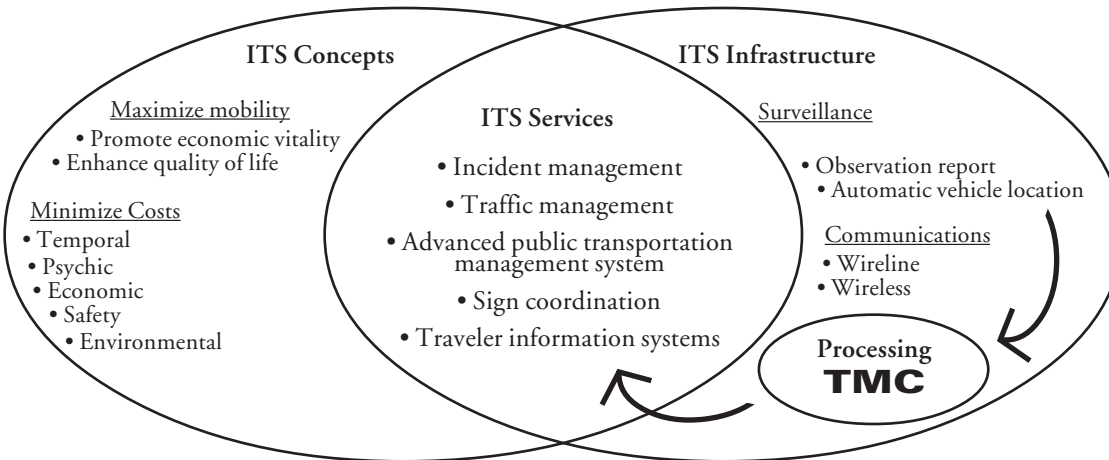 ITS Concepts
Maximize mobility
• Promote economic vitality
• Enhance quality of life
Minimize Costs
• Temporal
• Psychic
• Economic
• Safety
• Environmental
ITS Services
• Incident management
• Traffic management
• Advanced public transportation
management system
• Sign coordination
• Traveler information systems
ITS Infrastructure
Surveillance
• Observation report
• Automatic vehicle location
Communications
• Wireline
• Wireless
Processing
TMC